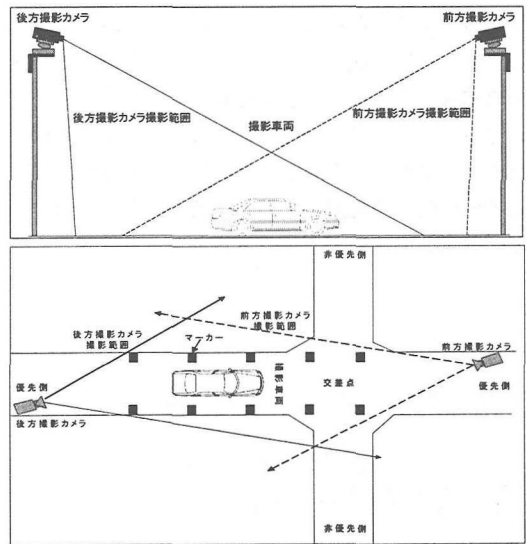 後方撮影カメラ
前方撮影カメラ
後方撮影カメラ撮影範囲
撮影車両
前方撮影カメラ撮影範囲
非優先側
後方撮影カメラ
撮影範囲
前方撮影カメラ
撮影範囲
マーカー
前方撮影カメラ
優先側
撮影車両
交差点
優先側
後方撮影カメラ
非優先側